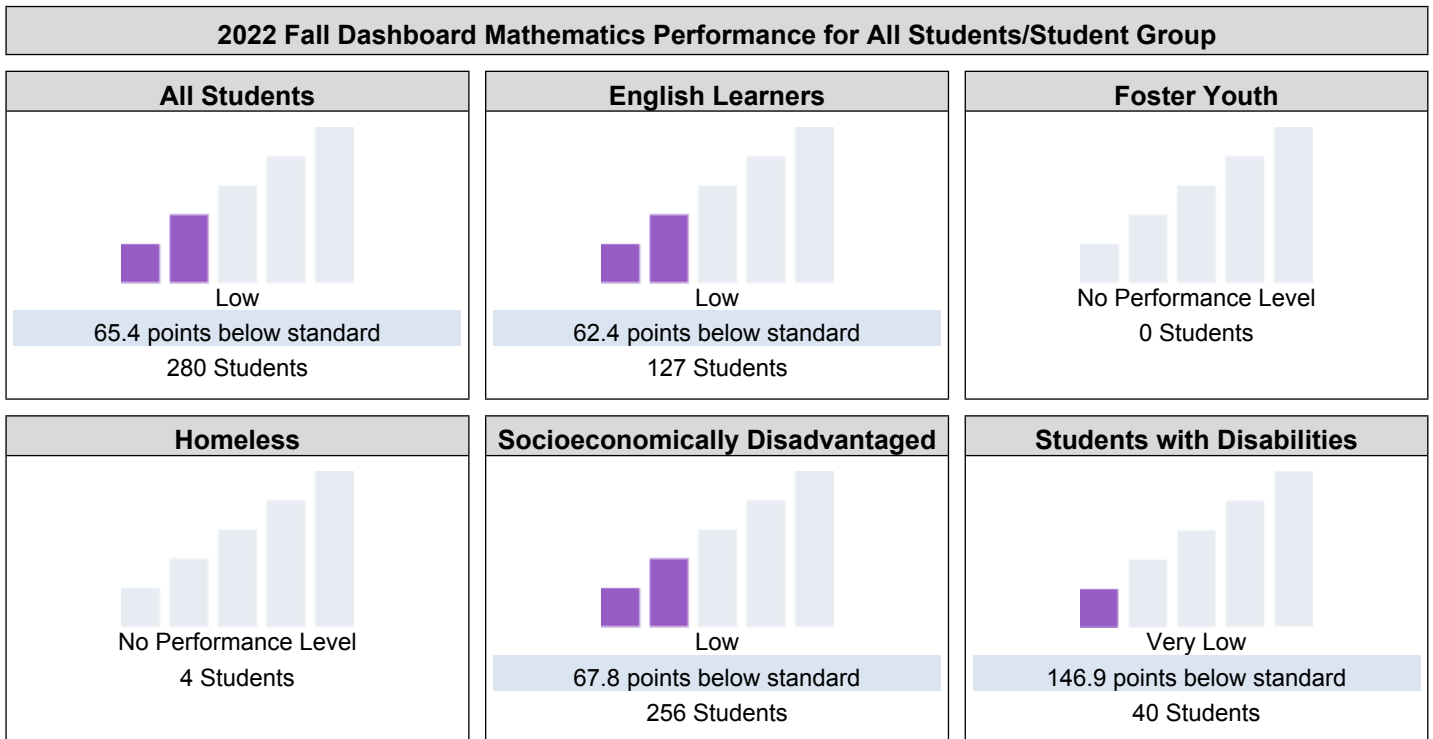 2022 Fall Dashboard Mathematics Performance for All Students/Student Group
All Students
Low
65.4 points below standard
280 Students
English Learners
Low
62.4 points below standard
127 Students
Foster Youth
No Performance Level
0 Students
Homeless
No Performance Level
4 Students
Socioeconomically Disadvantaged
Low
67.8 points below standard
256 Students
Students with Disabilities
Very Low
146.9 points below standard
40 Students